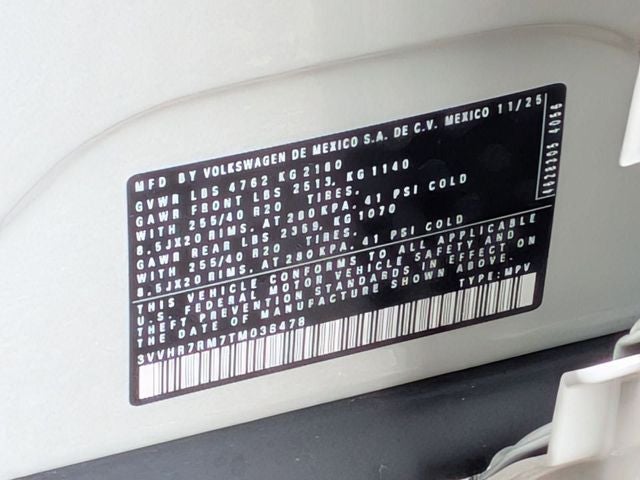 MFD BY VOLKSWAGEN DE MEXICO S.A. DE C.V. MEXICO 11/25
GVWR LBS 4762 KG 2160
GAWR FRONT LBS 2513, KG 1140
WITH 255/40 R20 TIRES.
8.5JX20 RIMS, AT 280 KPA, 41 PSI COLD
GAWR REAR LBS 2359, KG 1070
WITH 255/40 R20 TIRES.
8.5JX20 RIMS, AT 280 KPA, 41 PSI COLD
THIS VEHICLE CONFORMS TO ALL APPLICABLE
U.S. FEDERAL MOTOR VEHICLE SAFETY AND
THEFT PREVENTION STANDARDS IN EFFECT ON
THE DATE OF MANUFACTURE SHOWN ABOVE.
3VVHR7RM7TM036478 TYPE: MPV